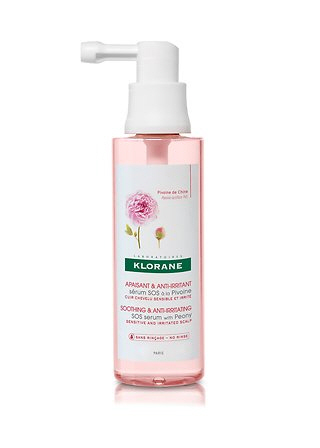 Pivoine de Chine
LABORATOIRES
KLORANE
APAISANT & ANTI-IRRITANT
sérum SOS à la Pivoine
CUIR CHEVELU SENSIBLE ET IRRITÉ
SOOTHING & ANTI-IRRITATING
SOS serum with Peony
SENSITIVE AND IRRITATED SCALP
SANS RINÇAGE - NO RINSE
PARIS